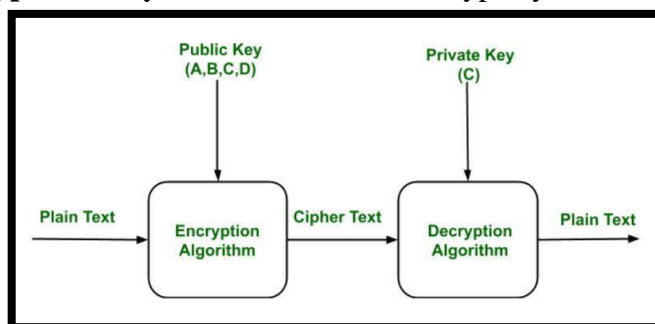 Public Key
(A,B,C,D)
Private Key
(C)
Plain Text
Encryption
Algorithm
Cipher Text
Decryption
Algorithm
Plain Text